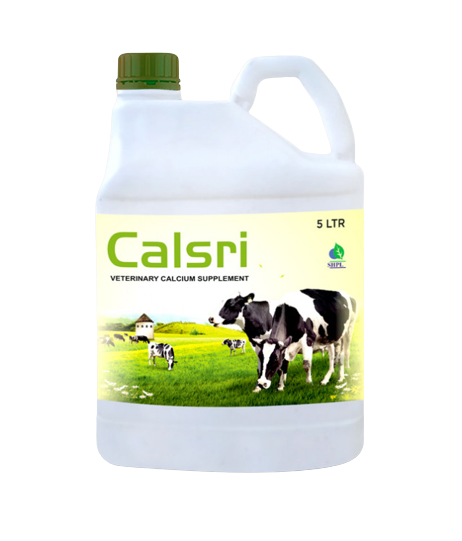 5 LTR
Calsri
SHPL
VETERINARY CALCIUM SUPPLEMENT